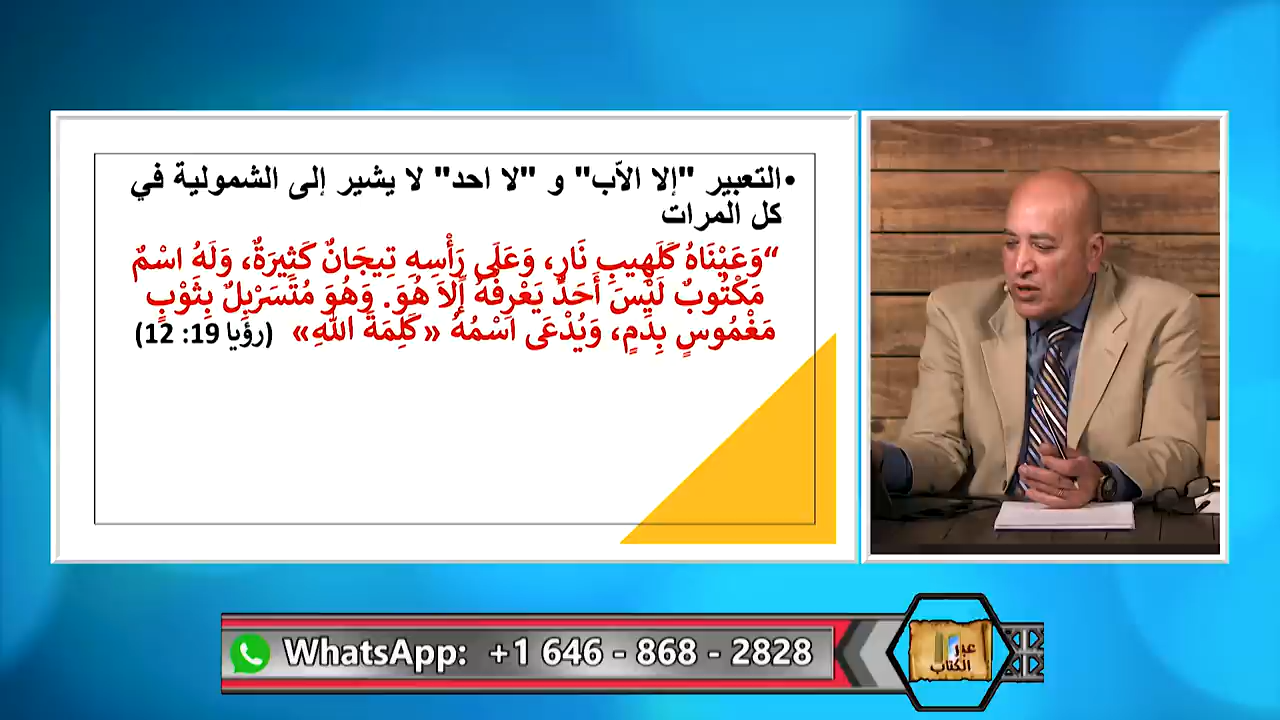 •التعبير "إلا الآب" و "لا احد" لا يشير إلى الشمولية في
كل المرات
“وَعَيْنَاهُ كَلَهِيبِ نَارٍ، وَعَلَى رَأْسِهِ تِيجَانٌ كَثِيرَةٌ، وَلَهُ اسْمٌ
مَكْتُوبٌ لَيْسَ أَحَدٌ يَعْرِفُهُ إِلاَّ هُوَ. وَهُوَ مُتَسَرْبِلٌ بِثَوْبٍ
مَغْمُوسٍ بِدَمٍ، وَيُدْعَى اسْمُهُ «كَلِمَةَ اللهِ» (رؤيا 19: 12)
WhatsApp: +1 646 - 868 - 2828
عبر
الكتاب